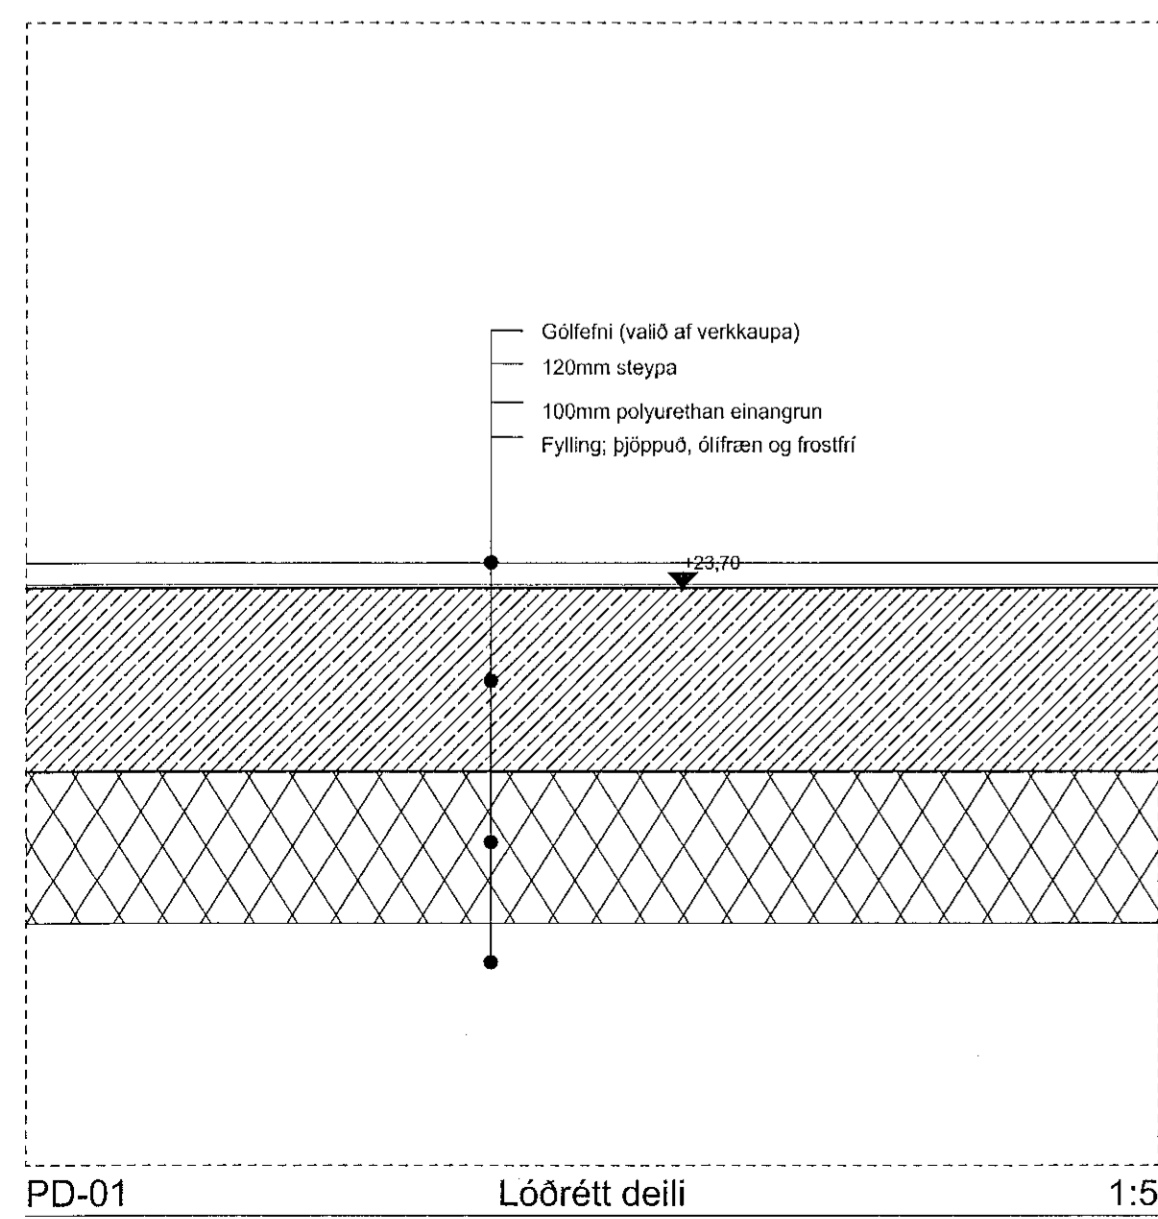 Gólfefni (valið af verkkaupa)
120mm steypa
100mm polyurethan einangrun
Fylling; þjöppuð, ólífræn og frostfrí
+23,70
PD-01 Lóðrétt deili 1:5